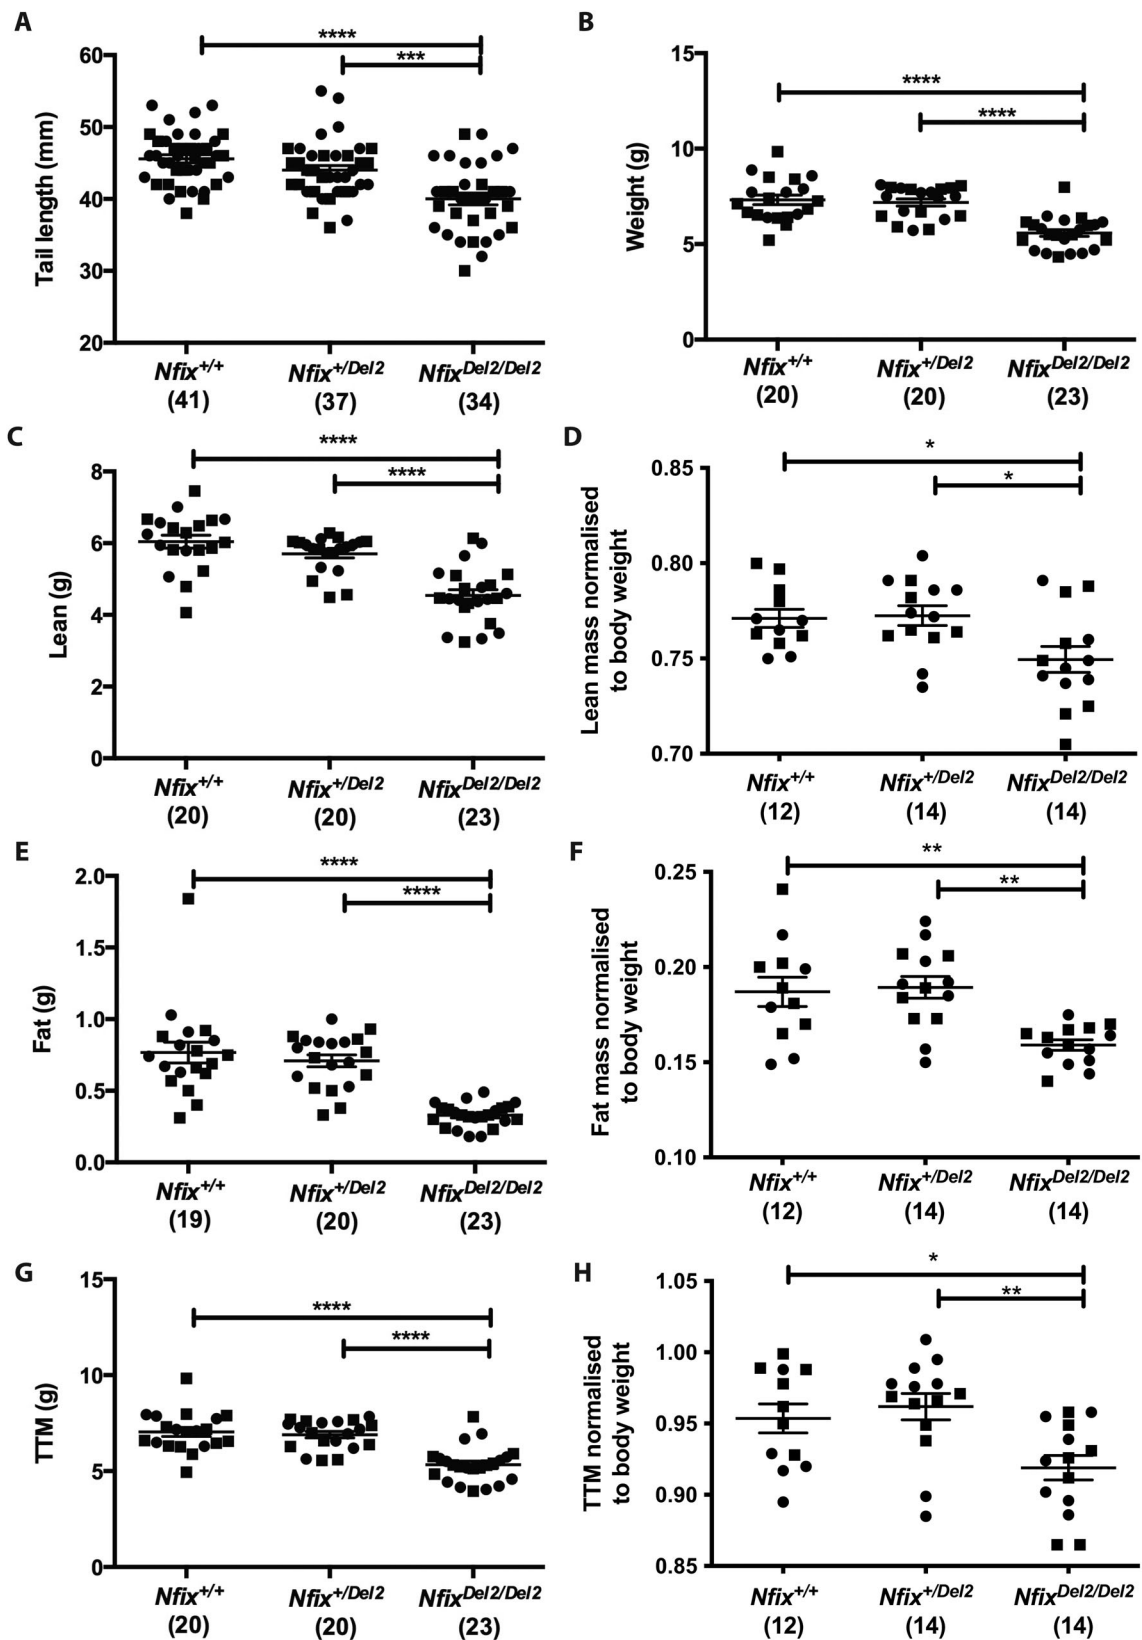 A
****
***
60
50
40
30
20
Tail length (mm)
Nfix+/+
Nfix+/Del2
NfixDel2/Del2
(41)
(37)
(34)
B
****
****
15
10
5
0
Weight (g)
Nfix+/+
Nfix+/Del2
NfixDel2/Del2
(20)
(20)
(23)
C
****
****
8
6
4
2
0
Lean (g)
Nfix+/+
Nfix+/Del2
NfixDel2/Del2
(20)
(20)
(23)
D
*
*
0.85
0.80
0.75
0.70
Lean mass normalised
to body weight
Nfix+/+
Nfix+/Del2
NfixDel2/Del2
(12)
(14)
(14)
E
****
****
2.0
1.5
1.0
0.5
0.0
Fat (g)
Nfix+/+
Nfix+/Del2
NfixDel2/Del2
(19)
(20)
(23)
F
**
**
0.25
0.20
0.15
0.10
Fat mass normalised
to body weight
Nfix+/+
Nfix+/Del2
NfixDel2/Del2
(12)
(14)
(14)
G
****
****
15
10
5
0
TTM (g)
Nfix+/+
Nfix+/Del2
NfixDel2/Del2
(20)
(20)
(23)
H
*
**
1.05
1.00
0.95
0.90
0.85
TTM normalised
to body weight
Nfix+/+
Nfix+/Del2
NfixDel2/Del2
(12)
(14)
(14)